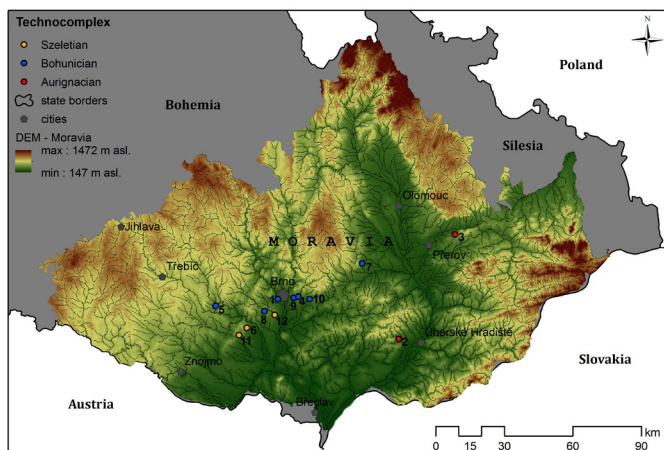 Technocomplex
Szeletian
Bohunician
Aurignacian
state borders
cities
DEM - Moravia
max : 1472 m asl.
min : 147 m asl.
N
Poland
Bohemia
Silesia
Olomouc
Jihlava
MORAVIA
3
Přerov
Třebíč
7
Brno
1
9
4
10
5
8
12
6
11
2
Uherské Hradiště
Znojmo
Slovakia
Austria
Břeclav
km
0 15 30 60 90